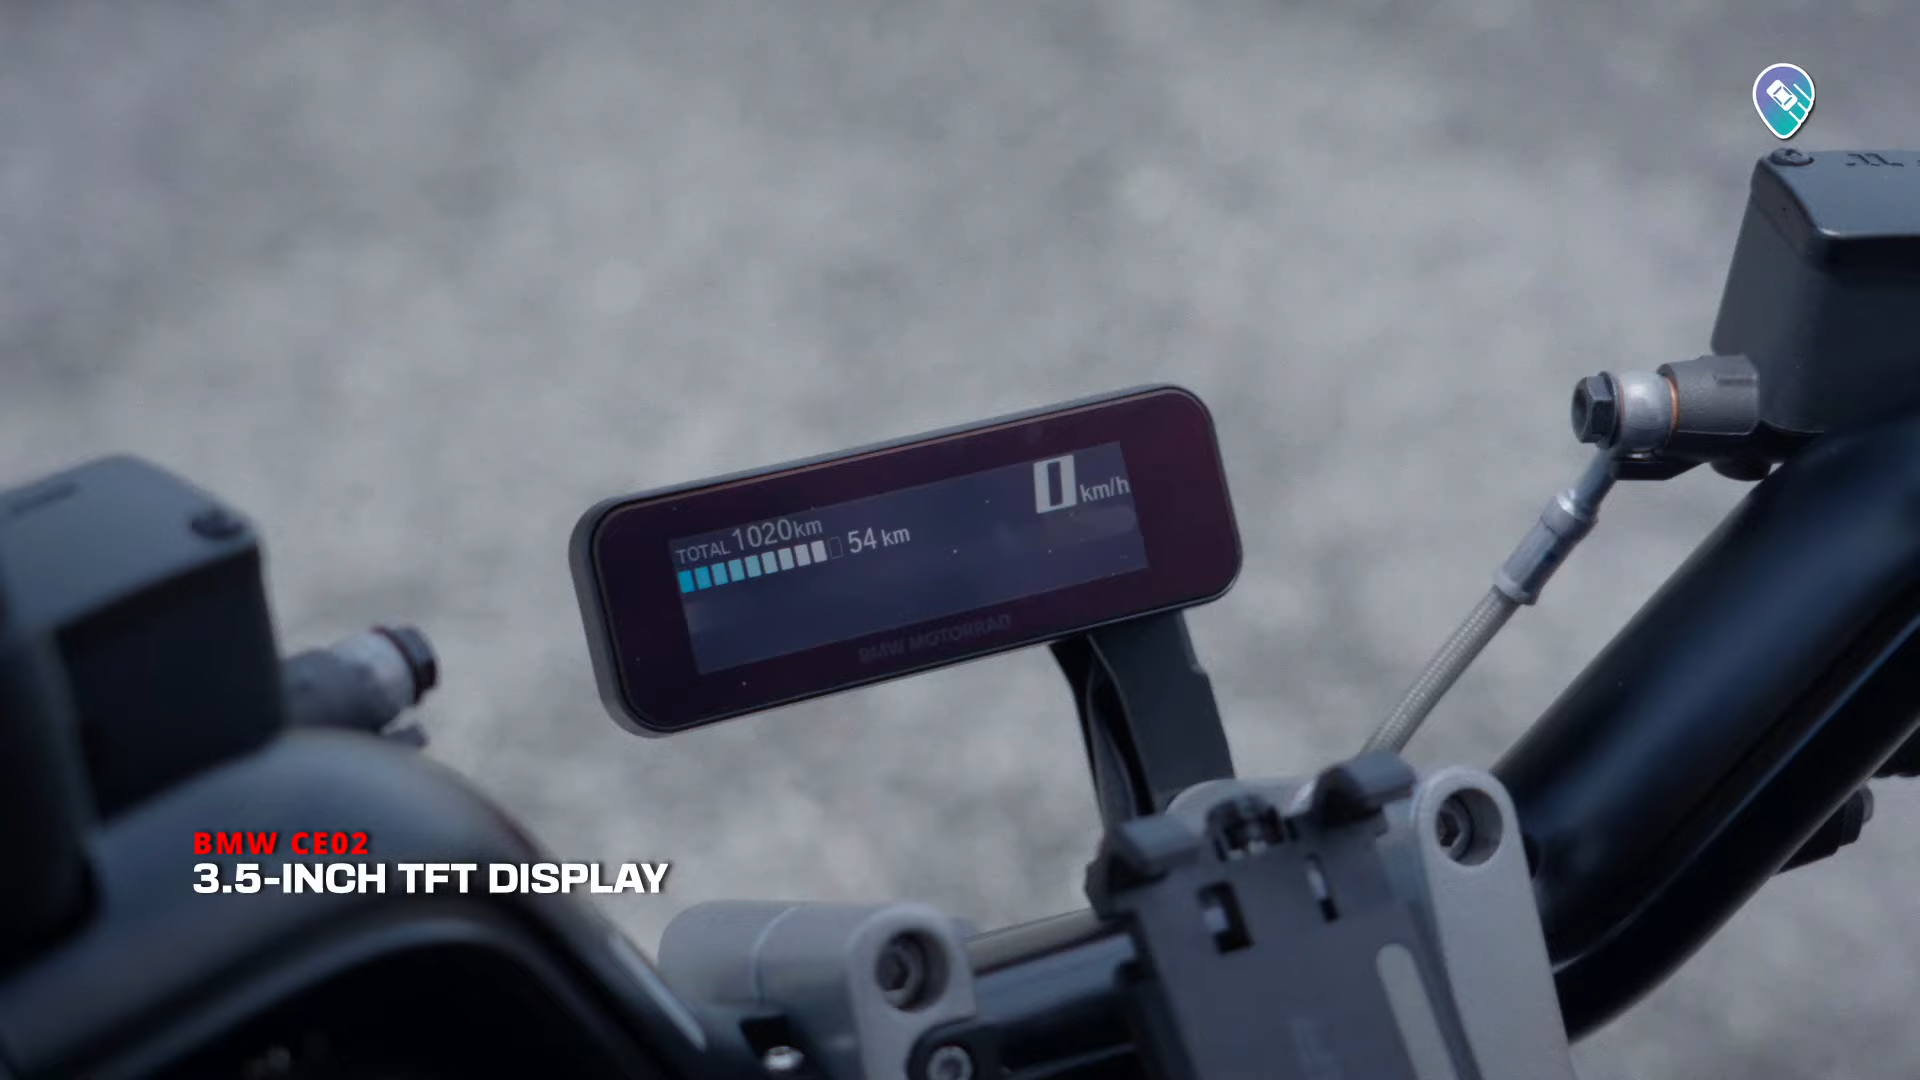 TOTAL 1020km
54 km
0 km/h
BMW MOTORRAD
BMW CE02
3.5-INCH TFT DISPLAY